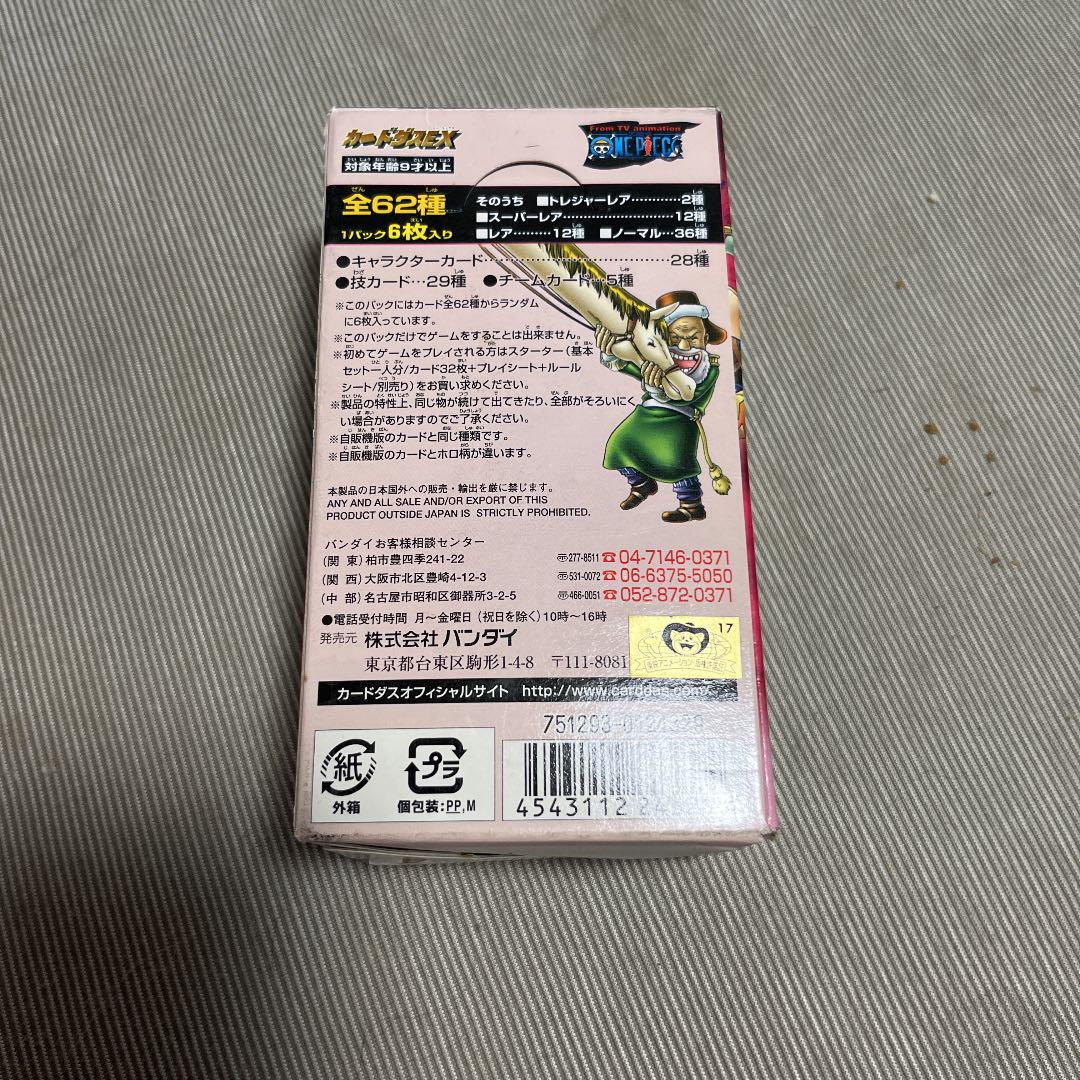 カードダスEX
対象年齢9才以上
From TV animation
ONE PIECE
全62種
1パック6枚入り
そのうち ■トレジャーレア…………2種
■スーパーレア……………………12種
■レア………12種 ■ノーマル…36種
●キャラクターカード……………………………28種
●技カード…29種 ●チームカード…5種
※このパックにはカード全62種からランダム
に6枚入っています。
※このパックだけでゲームをすることは出来ません。
※初めてゲームをプレイされる方はスターター(基本
セット一人分/カード32枚+プレイシート+ルール
シート/別売り)をお買い求めください。
※製品の特性上、同じ物が続けて出てきたり、全部がそろいにく
い場合がありますのでご了承ください。
※自販機版のカードと同じ種類です。
※自販機版のカードとホロ柄が違います。
本製品の日本国外への販売・輸出を厳に禁じます。
ANY AND ALL SALE AND/OR EXPORT OF THIS
PRODUCT OUTSIDE JAPAN IS STRICTLY PROHIBITED.
バンダイお客様相談センター
(関 東)柏市豊四季241-22 〒277-8511 ☎04-7146-0371
(関 西)大阪市北区豊崎4-12-3 〒531-0072 ☎06-6375-5050
(中 部)名古屋市昭和区御器所3-2-5 〒466-0051 ☎052-872-0371
●電話受付時間 月~金曜日(祝日を除く)10時~16時
発売元 株式会社 バンダイ
東京都台東区駒形1-4-8 〒111-8081
17
カードダスオフィシャルサイト http://www.carddas.com/
751293
紙
外箱
プラ
個包装:PP,M
4543112